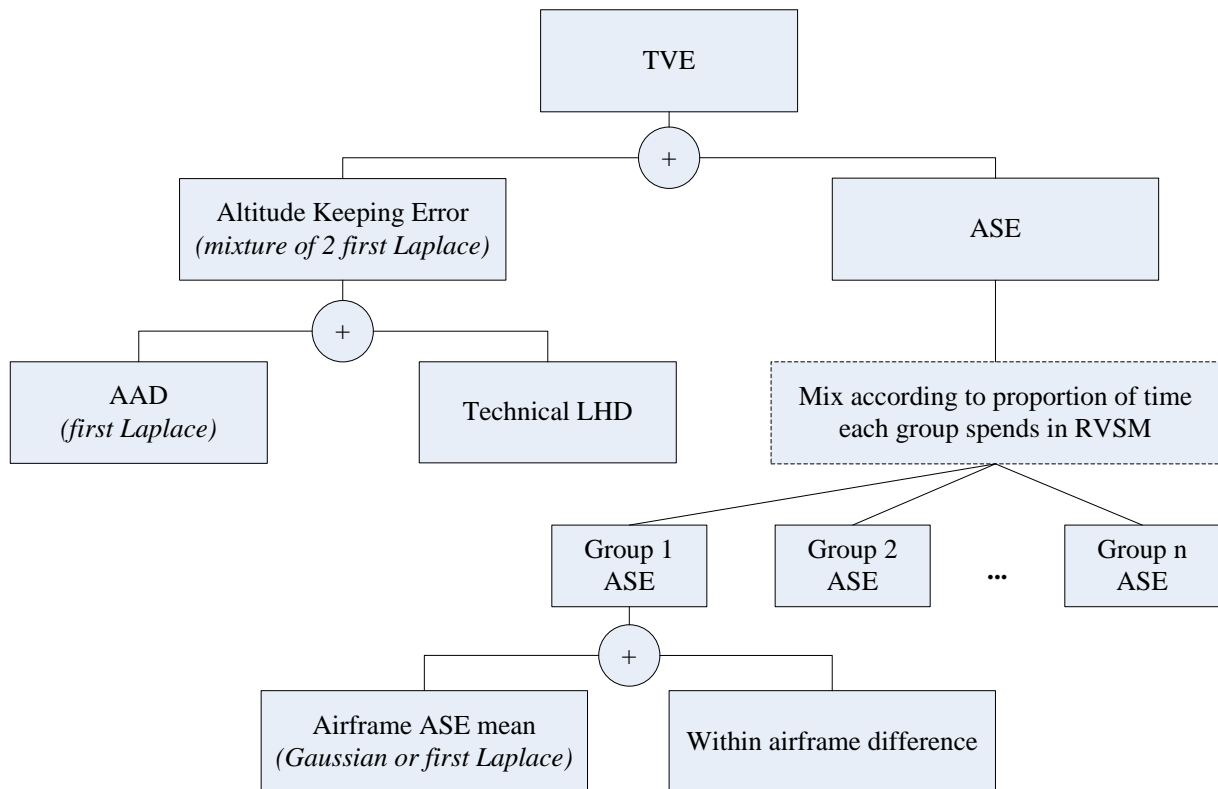 TVE
+
Altitude Keeping Error
(mixture of 2 first Laplace)
ASE
+
AAD
(first Laplace)
Technical LHD
Mix according to proportion of time
each group spends in RVSM
Group 1
ASE
Group 2
ASE
...
Group n
ASE
+
Airframe ASE mean
(Gaussian or first Laplace)
Within airframe difference